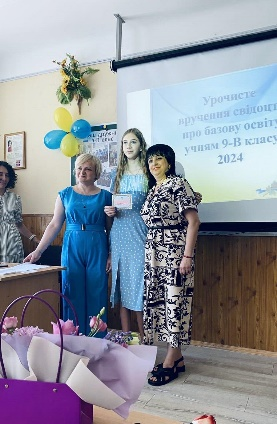 Урочисте
вручення свідоцтв
про базову освіту
учням 9-В класу
2024